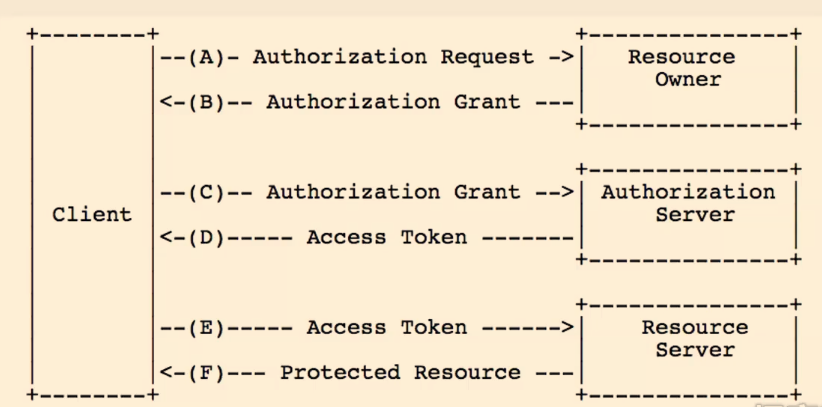 +--------+                               +---------------+
|        |--(A)- Authorization Request ->|   Resource    |
|        |                               |     Owner     |
|        |<-(B)-- Authorization Grant ---|               |
|        |                               +---------------+
|        |
|        |                               +---------------+
|        |--(C)-- Authorization Grant -->| Authorization |
| Client |                               |     Server    |
|        |<-(D)----- Access Token -------|               |
|        |                               +---------------+
|        |
|        |                               +---------------+
|        |--(E)----- Access Token ------>|    Resource   |
|        |                               |     Server    |
|        |<-(F)--- Protected Resource ---|               |
+--------+                               +---------------+